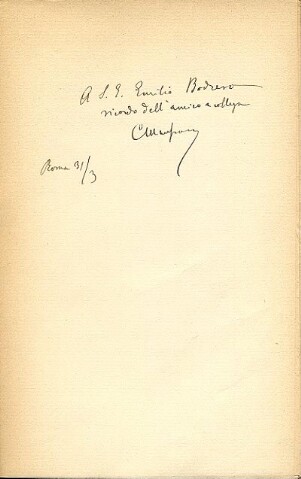 A S. E. Emilio Bodrero
ricordo dell'amico e collega
Roma 31/3